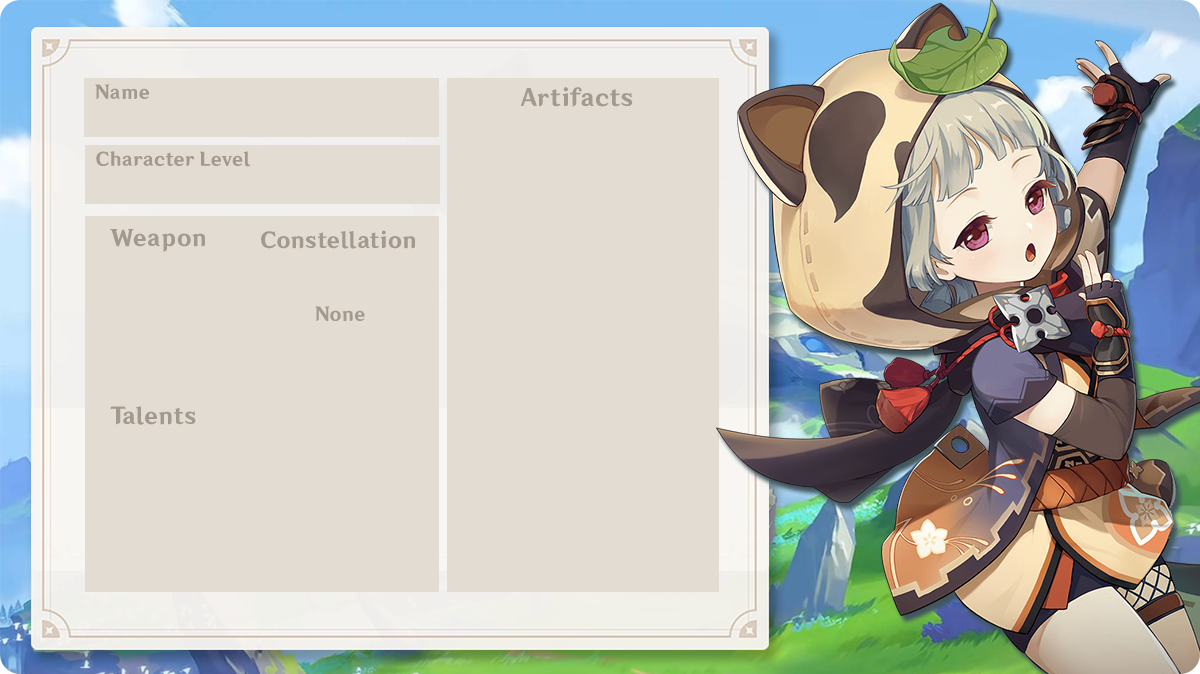 Name
Character Level
Weapon
Constellation
None
Talents
Artifacts